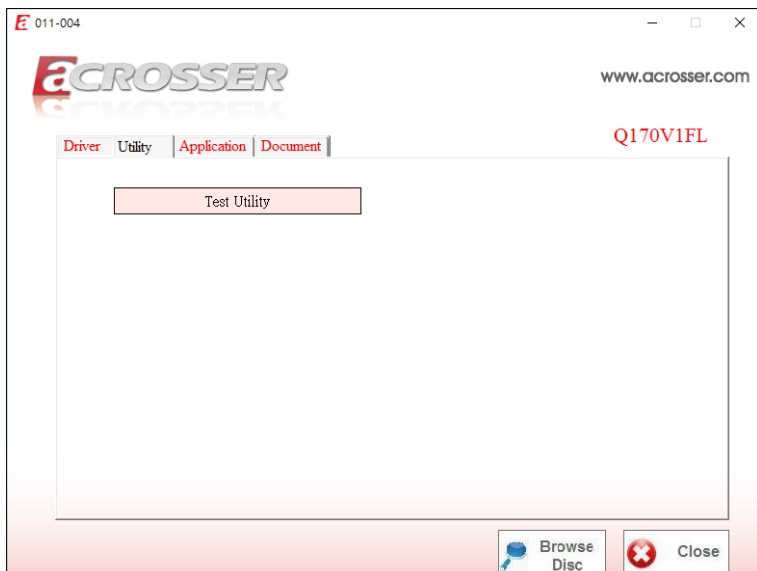 011-004
acrosser
www.acrosser.com
Q170V1FL
Driver Utility Application Document
Test Utility
Browse
Disc
Close